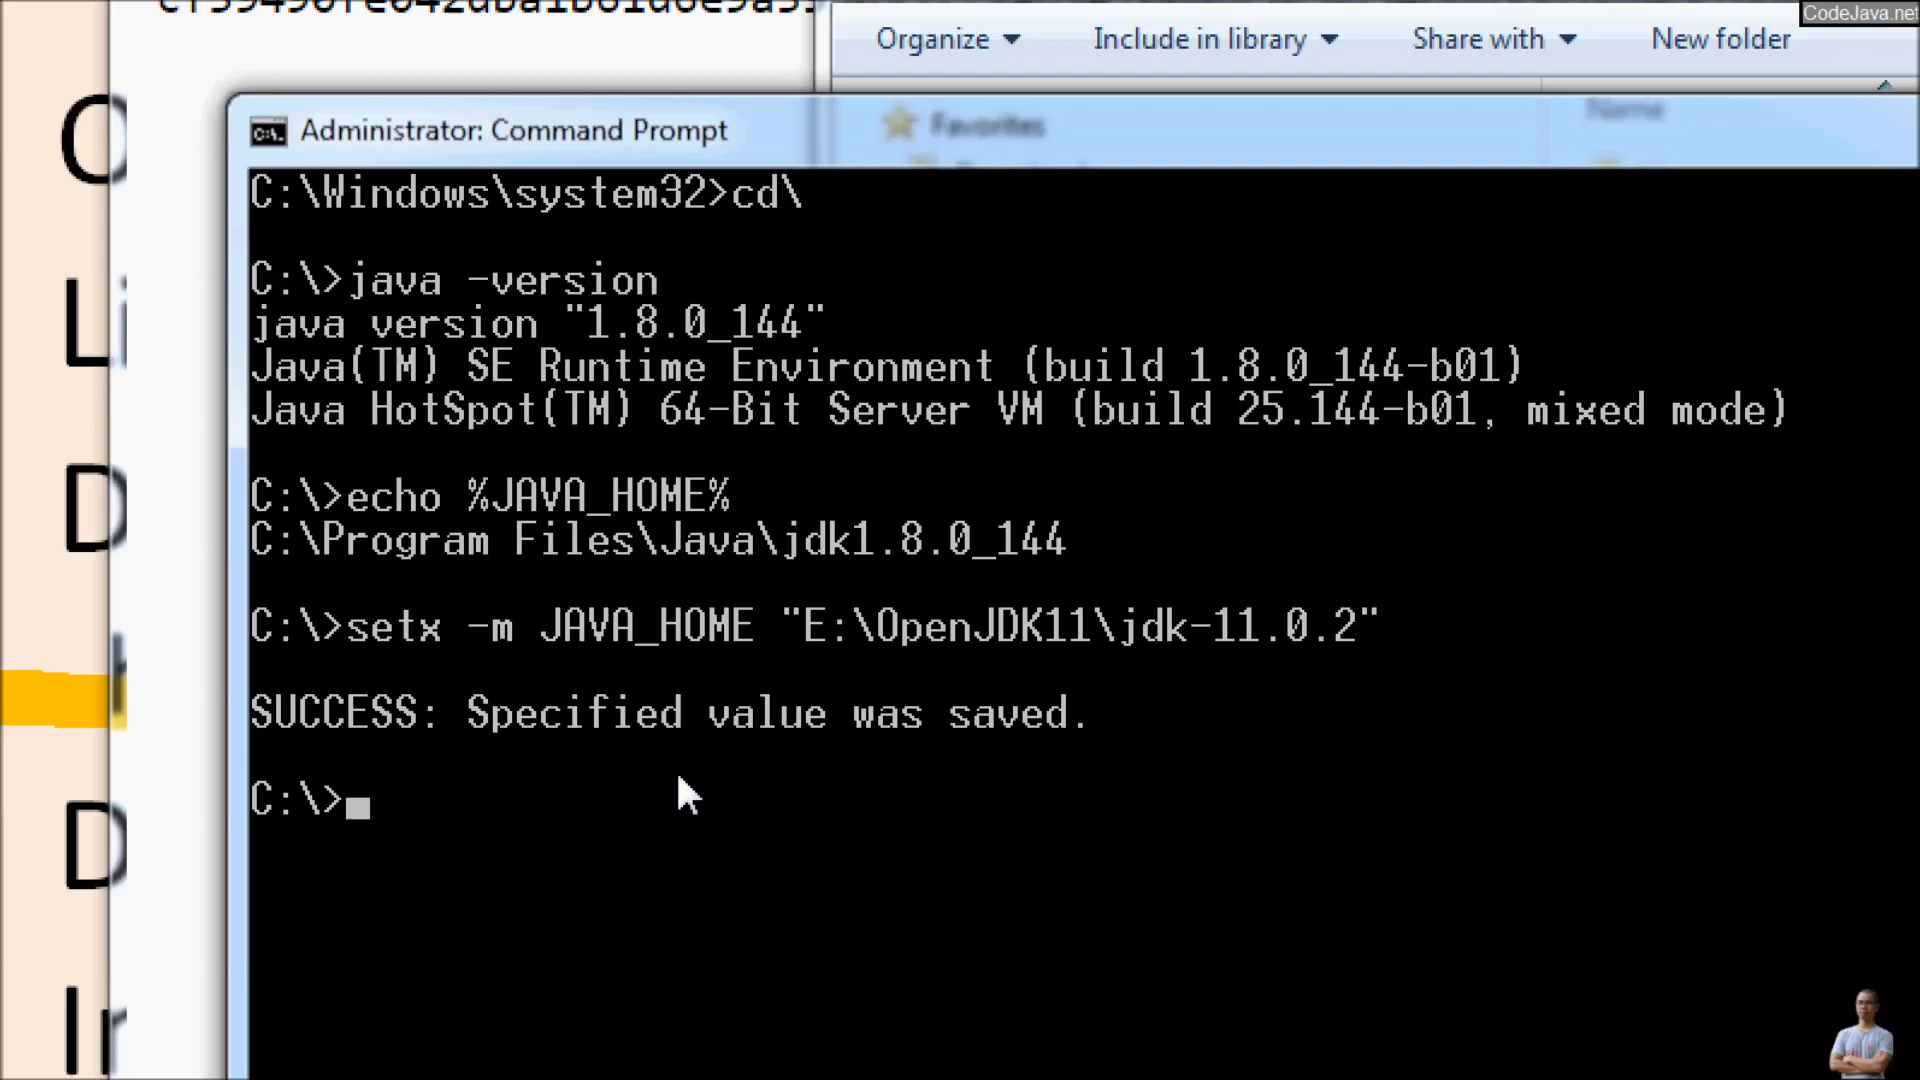 CodeJava.net
Organize
Include in library
Share with
New folder
Administrator: Command Prompt
Favorites
Name
C:\Windows\system32>cd\
C:\>java -version
java version "1.8.0_144"
Java(TM) SE Runtime Environment (build 1.8.0_144-b01)
Java HotSpot(TM) 64-Bit Server VM (build 25.144-b01, mixed mode)
C:\>echo %JAVA_HOME%
C:\Program Files\Java\jdk1.8.0_144
C:\>setx -m JAVA_HOME "E:\OpenJDK11\jdk-11.0.2"
SUCCESS: Specified value was saved.
C:\>